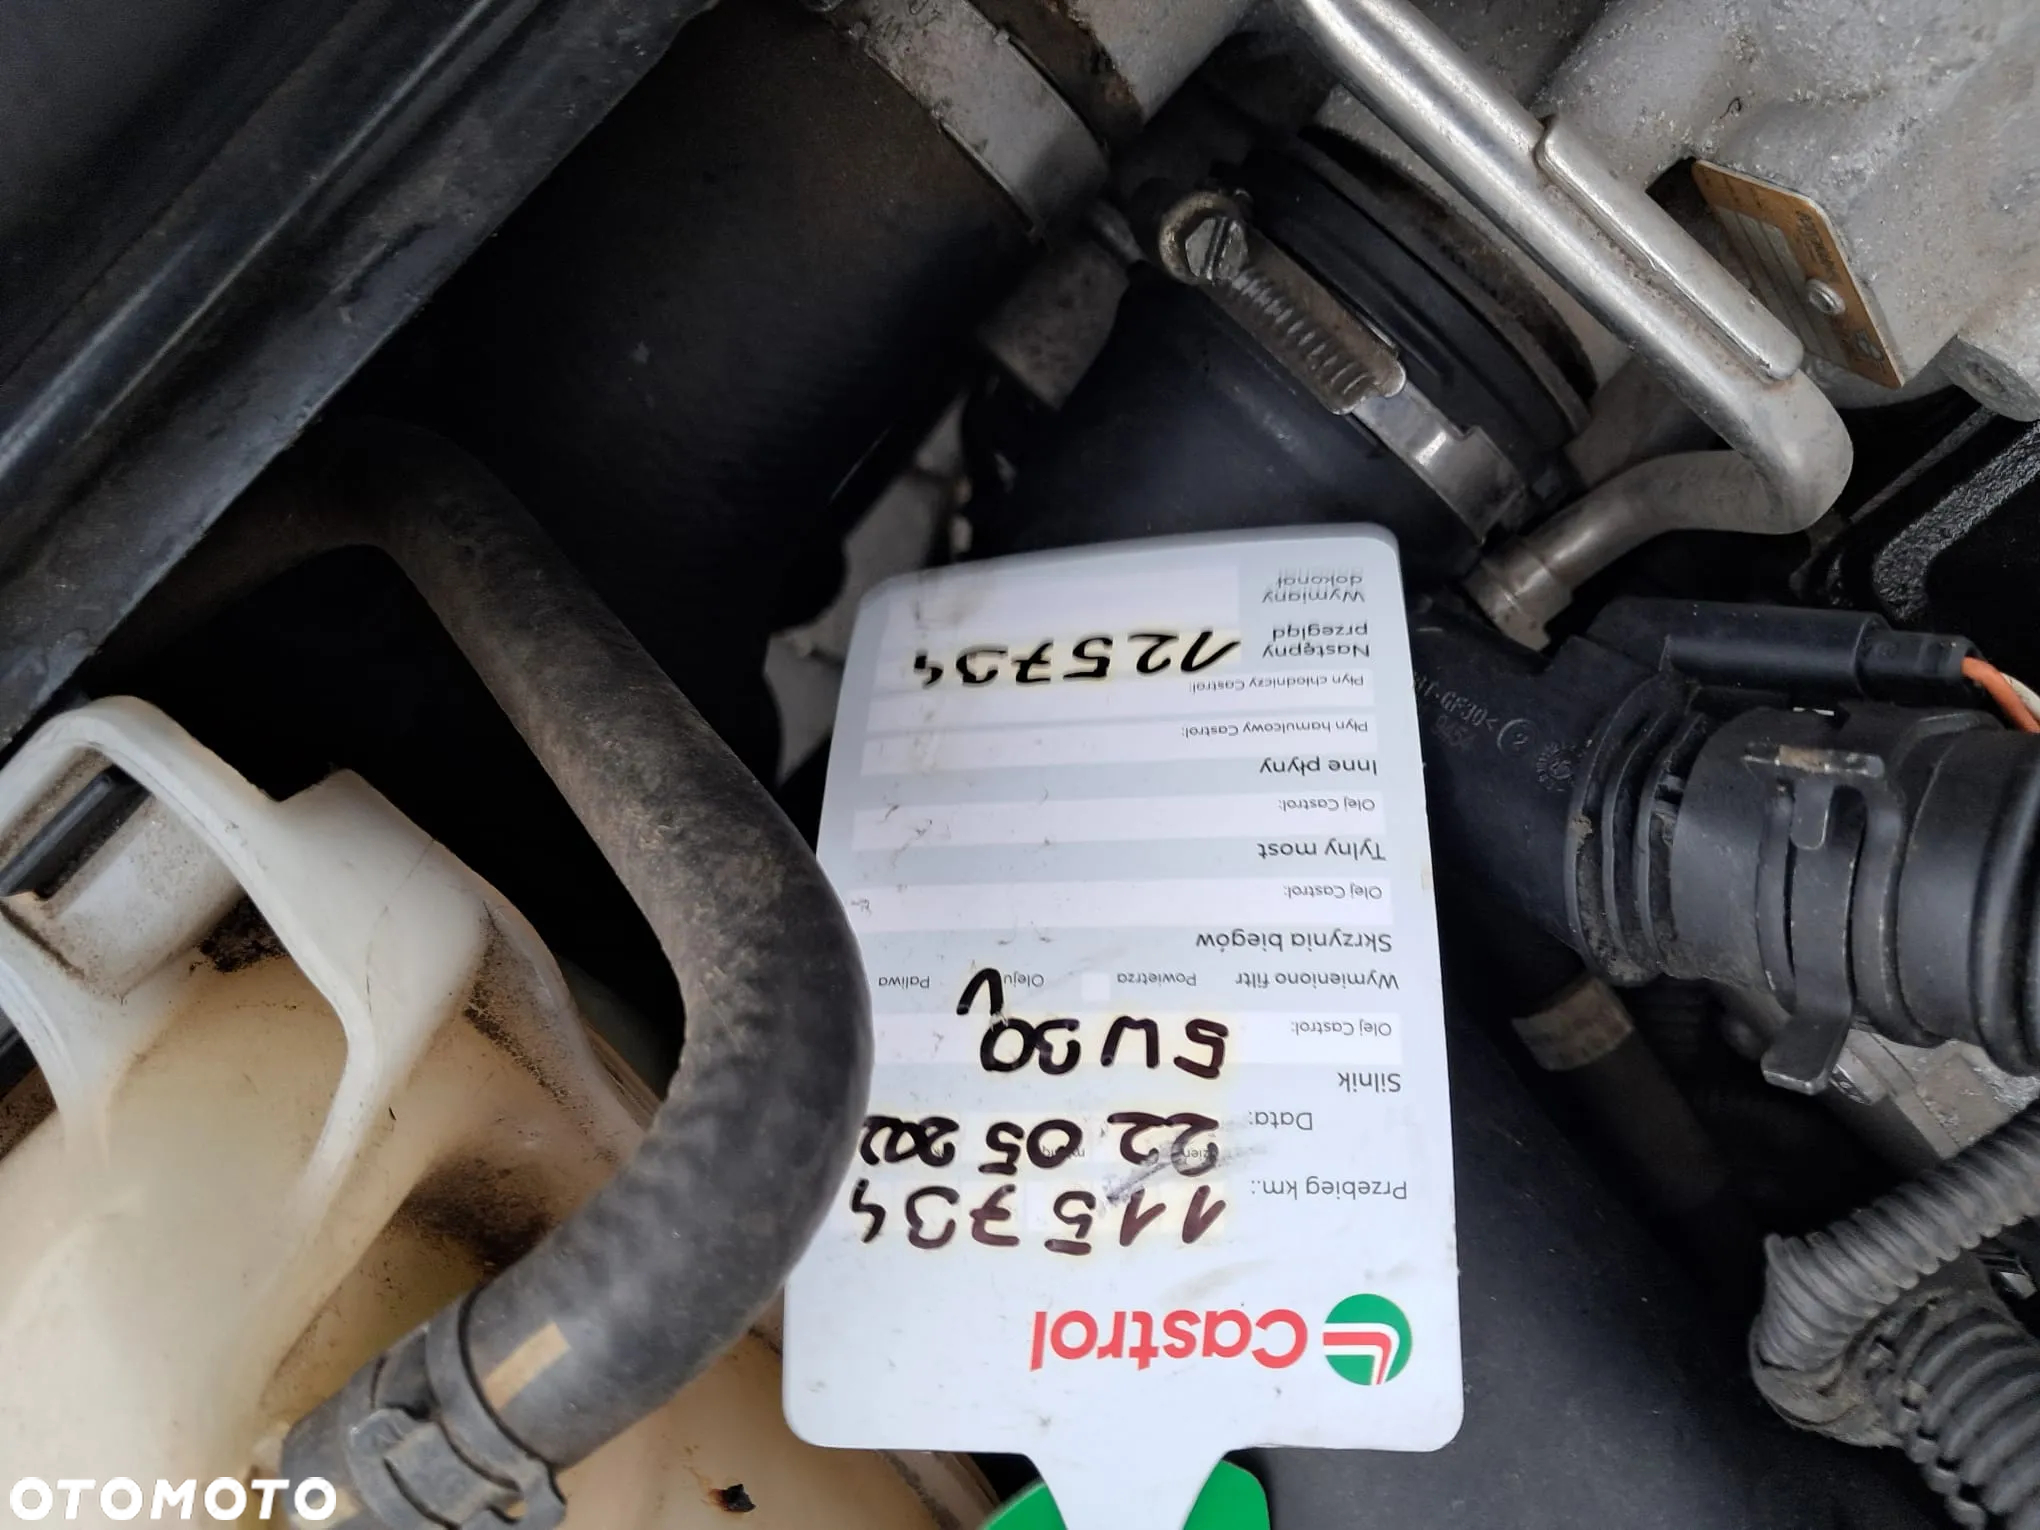 Castrol
Przebieg km.: 115734
Data: 22 05 202
Silnik
Olej Castrol: 5W30
Wymieniono filtr Powietrza Oleju V Paliwa
Skrzynia biegów
Olej Castrol:
Tylny most
Olej Castrol:
Inne płyny
Płyn hamulcowy Castrol:
Płyn chłodniczy Castrol:
Następny przegląd 125734
Wymiany dokonał
OTOMOTO